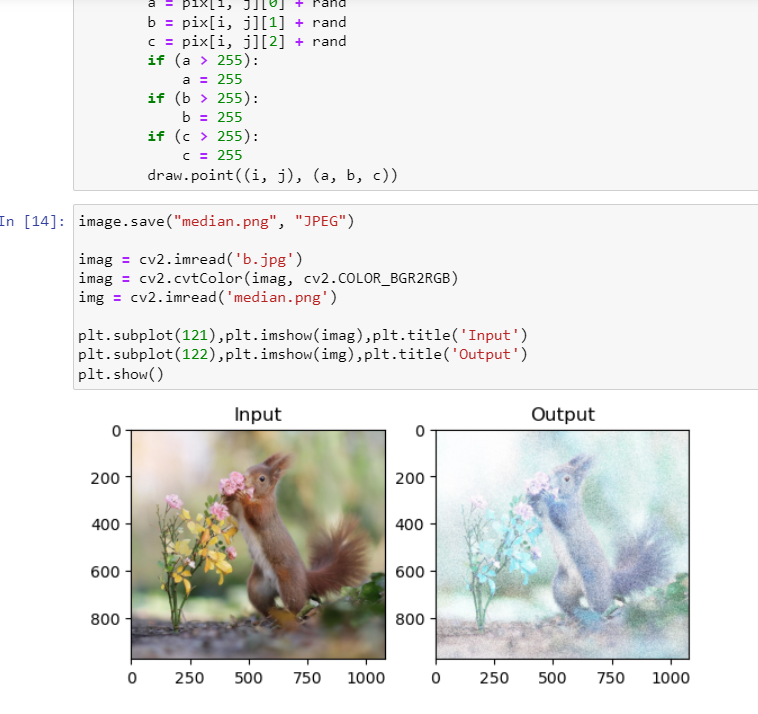 a = pix[i, j][0] + rand
b = pix[i, j][1] + rand
c = pix[i, j][2] + rand
if (a > 255):
a = 255
if (b > 255):
b = 255
if (c > 255):
c = 255
draw.point((i, j), (a, b, c))
In [14]:
image.save("median.png", "JPEG")
imag = cv2.imread('b.jpg')
imag = cv2.cvtColor(imag, cv2.COLOR_BGR2RGB)
img = cv2.imread('median.png')
plt.subplot(121),plt.imshow(imag),plt.title('Input')
plt.subplot(122),plt.imshow(img),plt.title('Output')
plt.show()
Input
0
200
400
600
800
0 250 500 750 1000
Output
0
200
400
600
800
0 250 500 750 1000